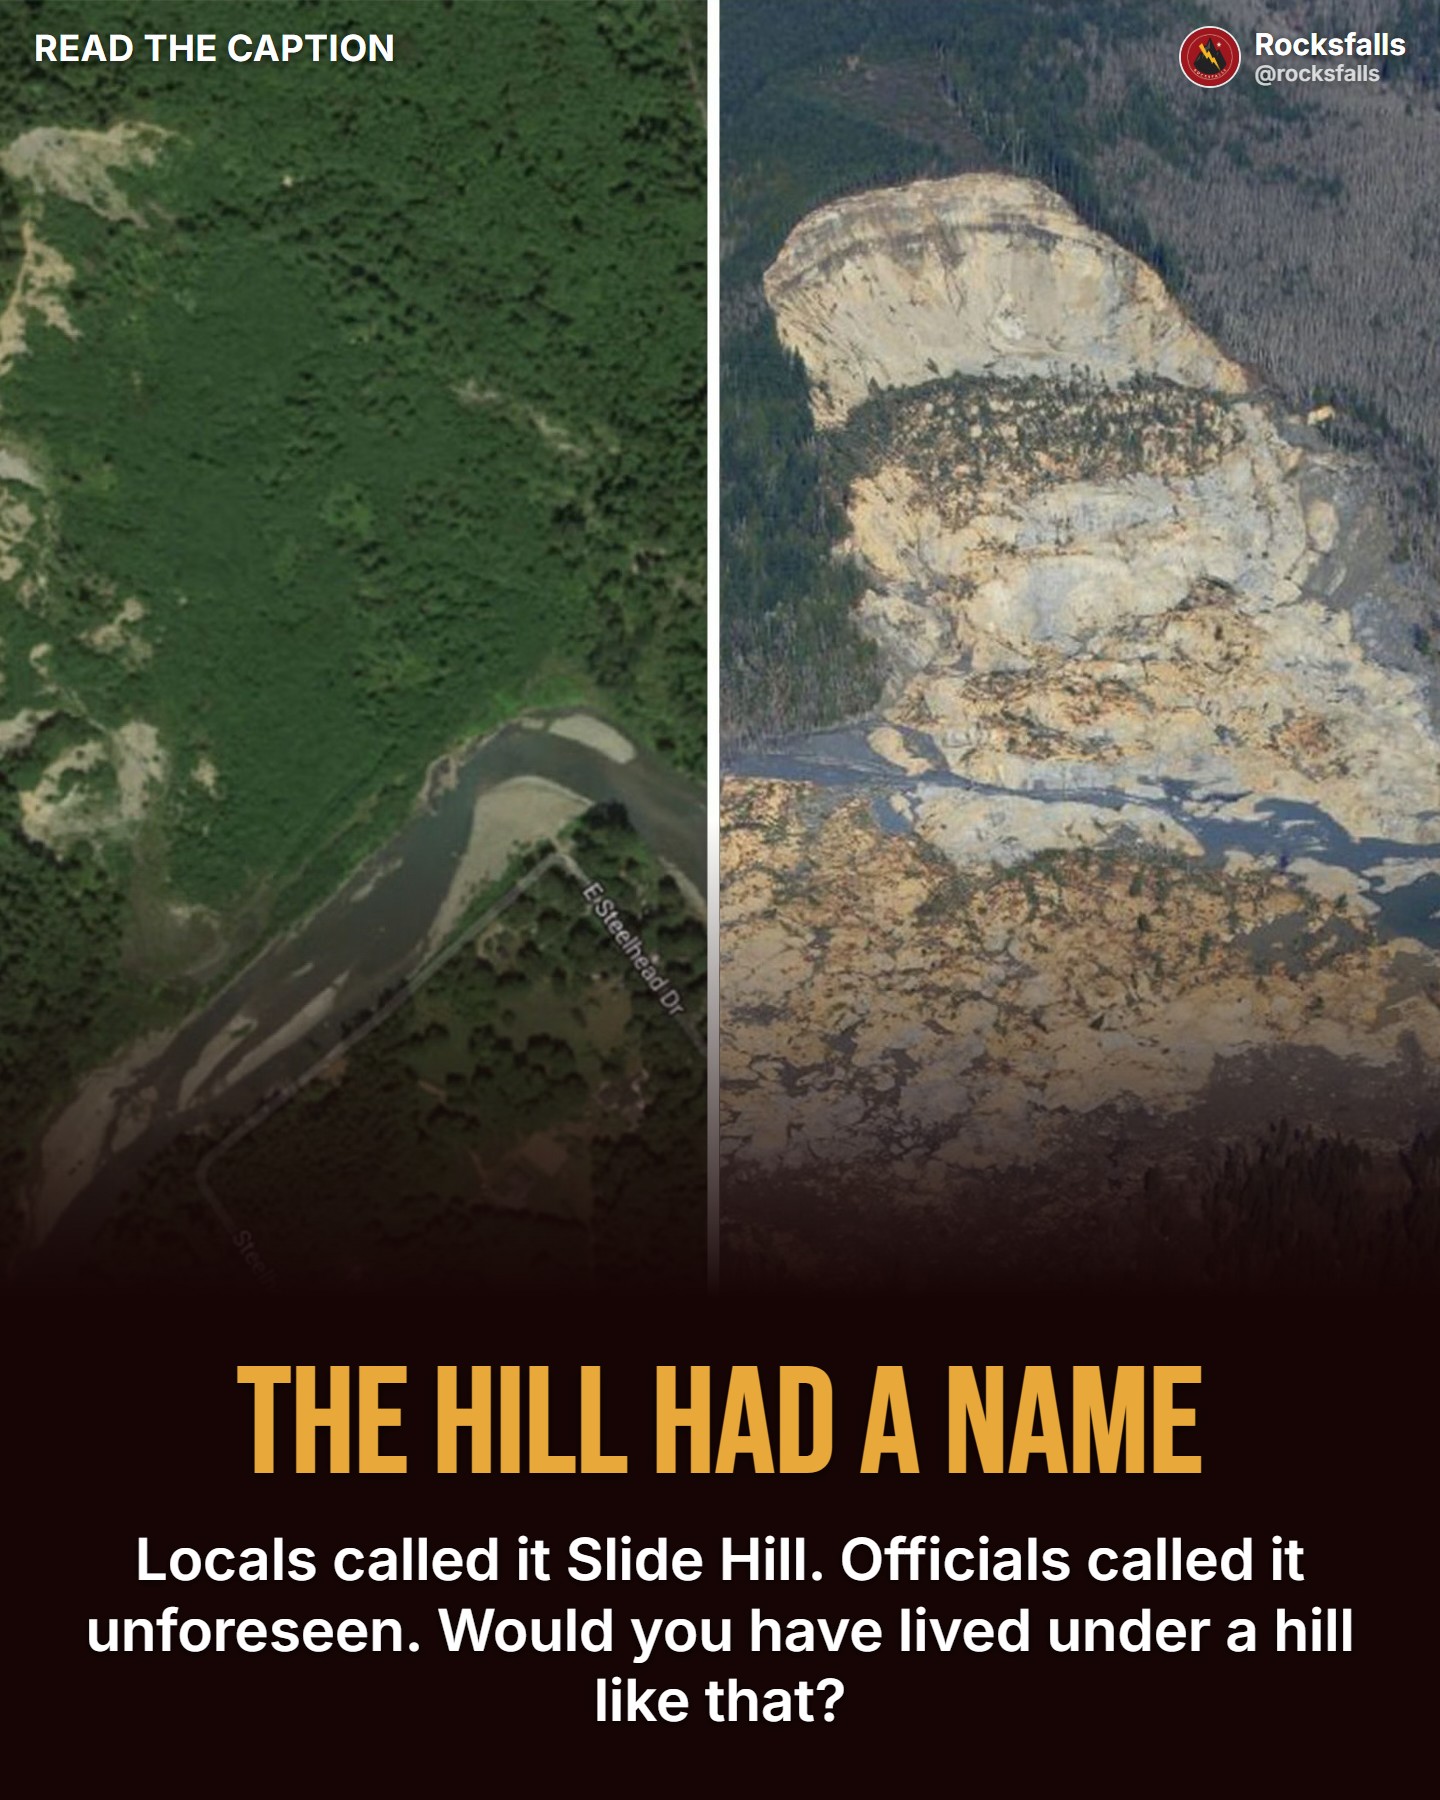 READ THE CAPTION
Rocksfalls
@rocksfalls
E Steelhead Dr
THE HILL HAD A NAME
Locals called it Slide Hill. Officials called it
unforeseen. Would you have lived under a hill
like that?